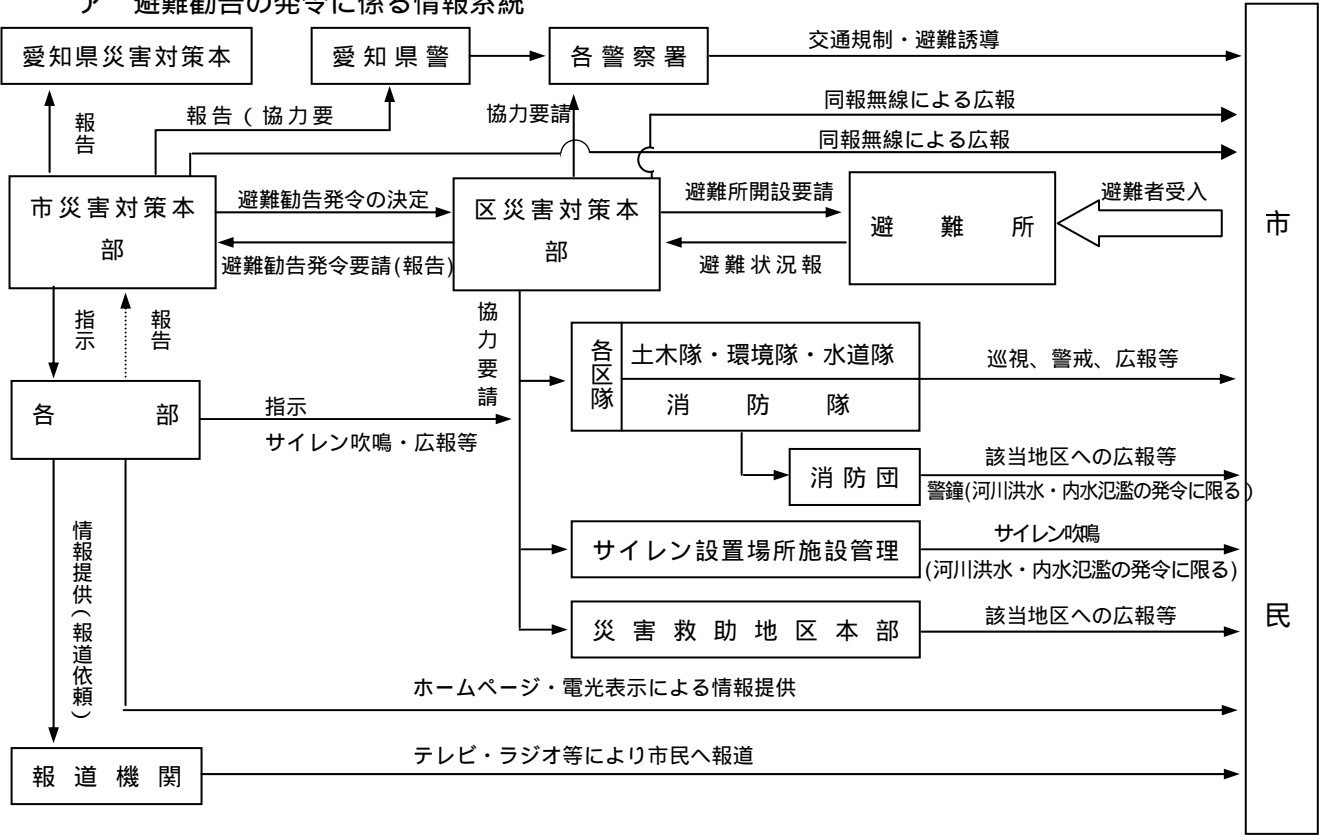 ア 避難勧告の発令に係る情報系統
愛知県災害対策本
愛知県警
各警察署
交通規制・避難誘導
報告
報告(協力要
協力要請
同報無線による広報
同報無線による広報
市災害対策本
部
避難勧告発令の決定
避難勧告発令要請(報告)
区災害対策本
部
避難所開設要請
避難状況報
避難所
避難者受入
市
民
指示
報告
協力要請
各区隊
土木隊・環境隊・水道隊
消防隊
巡視、警戒、広報等
各部
指示
サイレン吹鳴・広報等
消防団
該当地区への広報等
警鐘(河川洪水・内水氾濫の発令に限る)
情報提供(報道依頼)
サイレン設置場所施設管理
サイレン吹鳴
(河川洪水・内水氾濫の発令に限る)
災害救助地区本部
該当地区への広報等
ホームページ・電光表示による情報提供
報道機関
テレビ・ラジオ等により市民へ報道